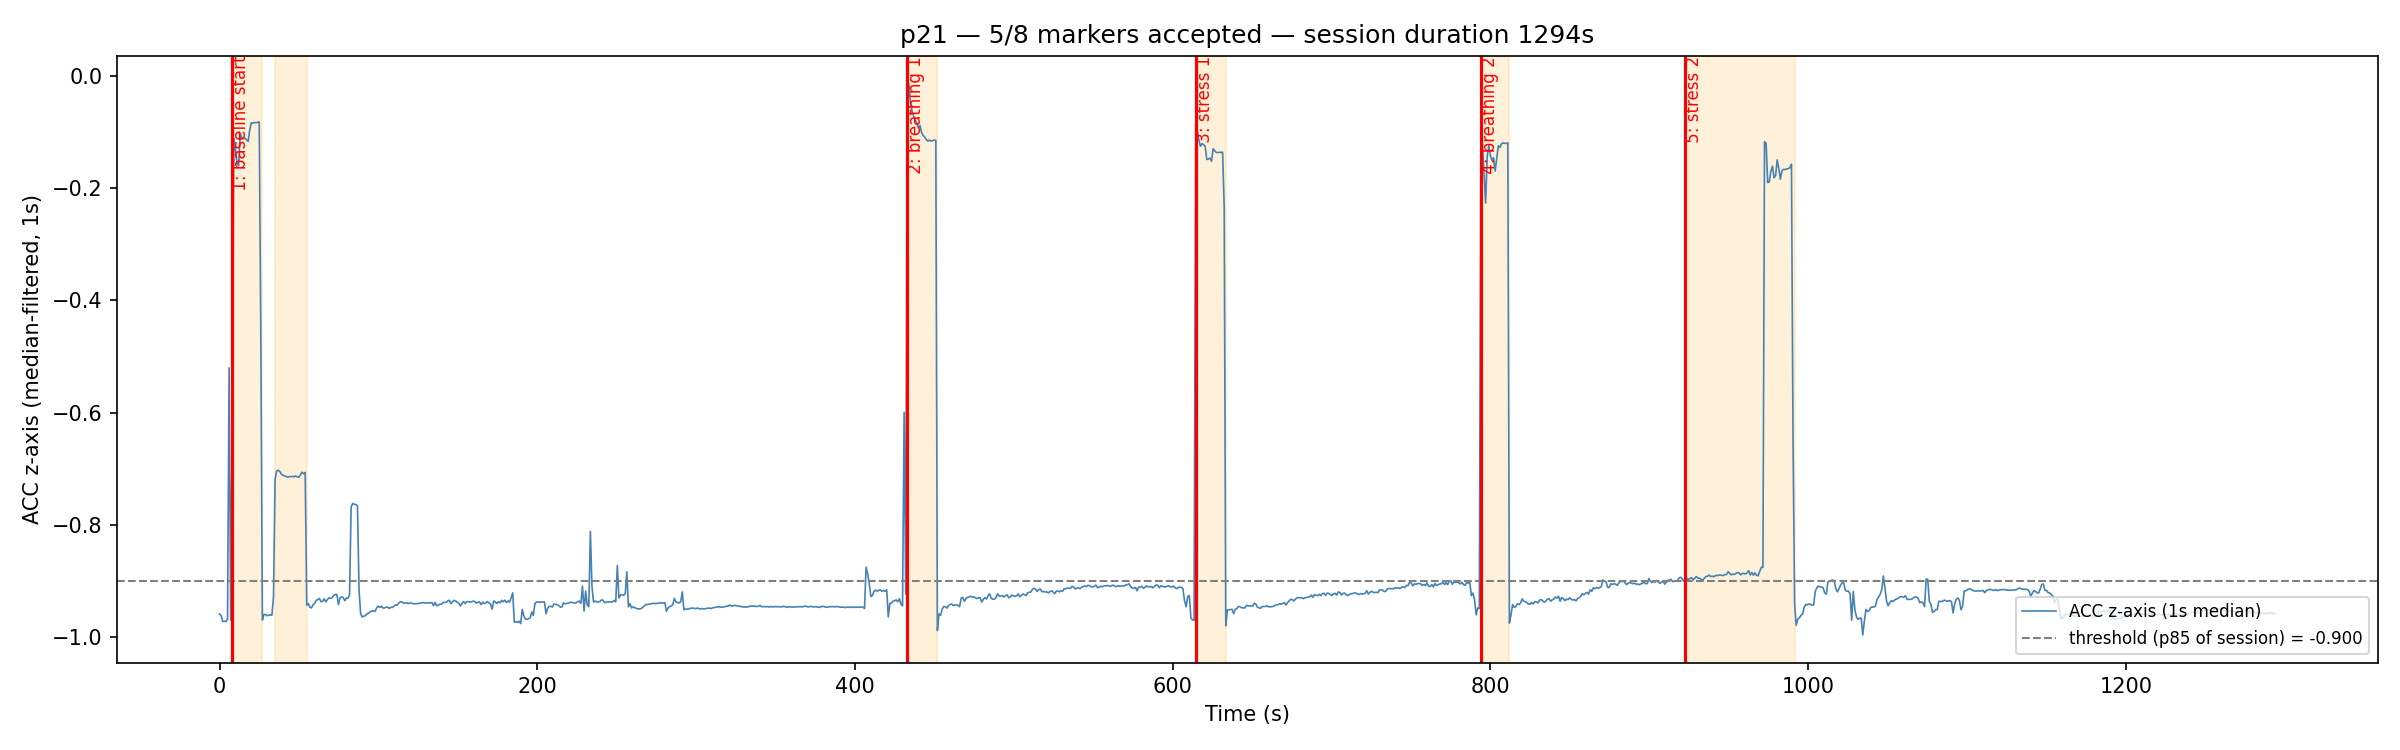 p21 — 5/8 markers accepted — session duration 1294s
ACC z-axis (median-filtered, 1s)
0.0
−0.2
−0.4
−0.6
−0.8
−1.0
1: baseline start
2: breathing 1
3: stress 1
4: breathing 2
5: stress 2
ACC z-axis (1s median)
threshold (p85 of session) = -0.900
0
200
400
600
800
1000
1200
Time (s)